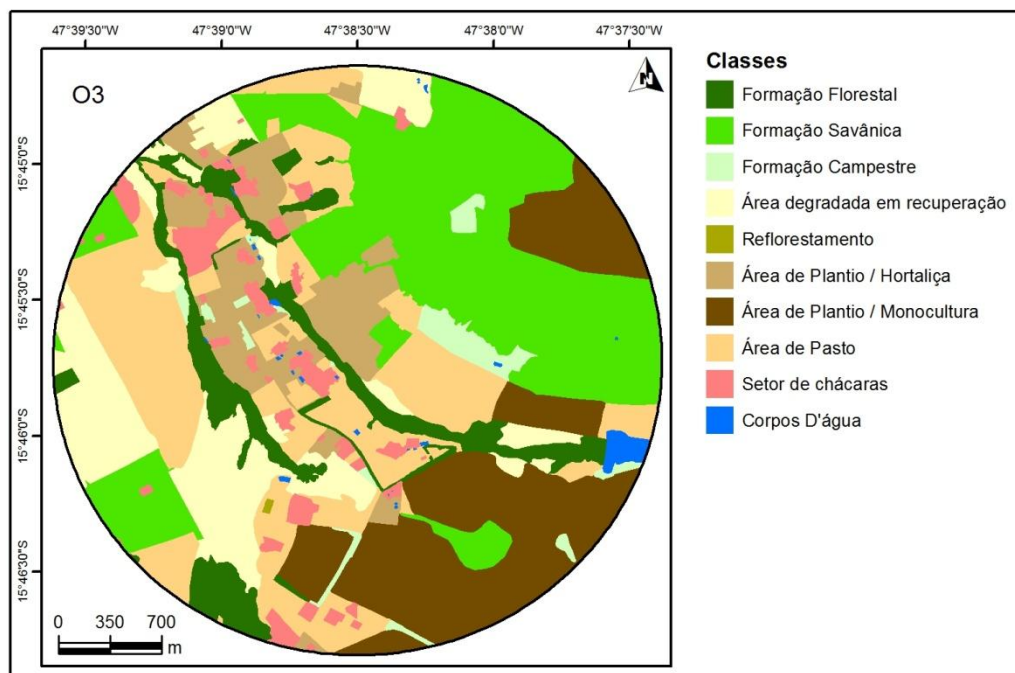 47°39'30"W 47°39'0"W 47°38'30"W 47°38'0"W 47°37'30"W
O3
N
15°45'0"S
15°45'30"S
15°46'0"S
15°46'30"S
0 350 700
m
Classes
Formação Florestal
Formação Savânica
Formação Campestre
Área degradada em recuperação
Reflorestamento
Área de Plantio / Hortaliça
Área de Plantio / Monocultura
Área de Pasto
Setor de chácaras
Corpos D'água